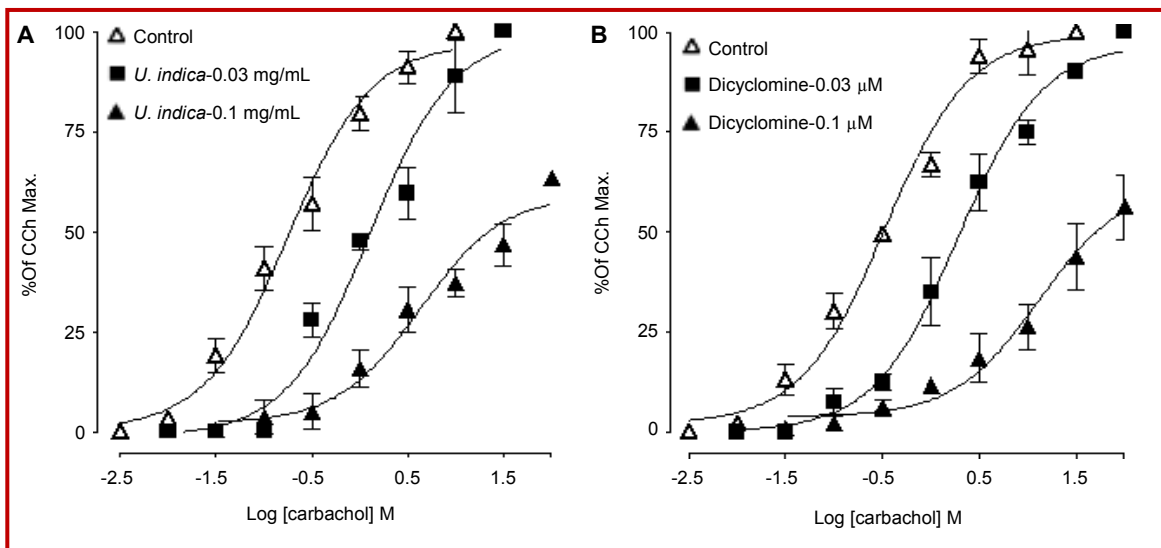 A
Control
U. indica-0.03 mg/mL
U. indica-0.1 mg/mL
100
75
50
25
0
%Of CCh Max.
-2.5
-1.5
-0.5
0.5
1.5
Log [carbachol] M
B
Control
Dicyclomine-0.03 μM
Dicyclomine-0.1 μM
100
75
50
25
0
%Of CCh Max.
-2.5
-1.5
-0.5
0.5
1.5
Log [carbachol] M